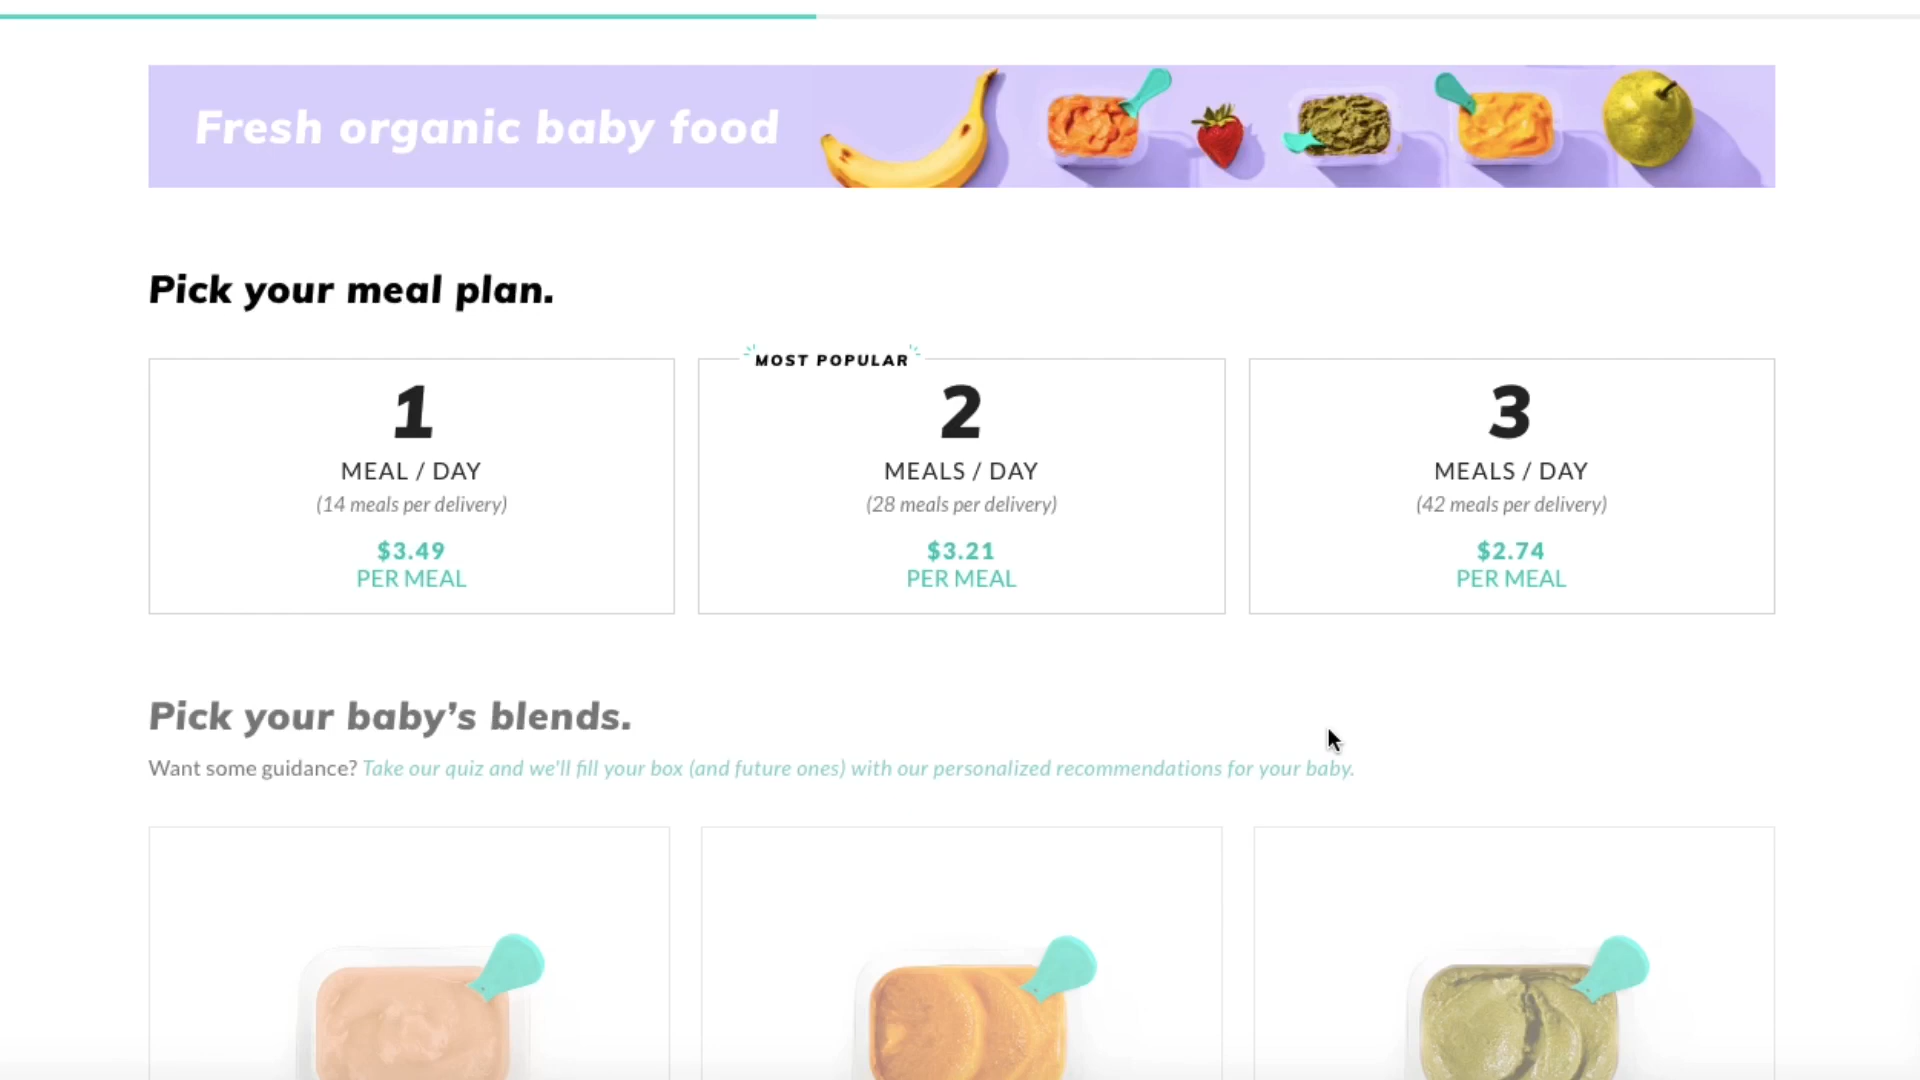 Fresh organic baby food
Pick your meal plan.
MOST POPULAR
1
MEAL / DAY
(14 meals per delivery)
$3.49
PER MEAL
2
MEALS / DAY
(28 meals per delivery)
$3.21
PER MEAL
3
MEALS / DAY
(42 meals per delivery)
$2.74
PER MEAL
Pick your baby’s blends.
Want some guidance? Take our quiz and we'll fill your box (and future ones) with our personalized recommendations for your baby.